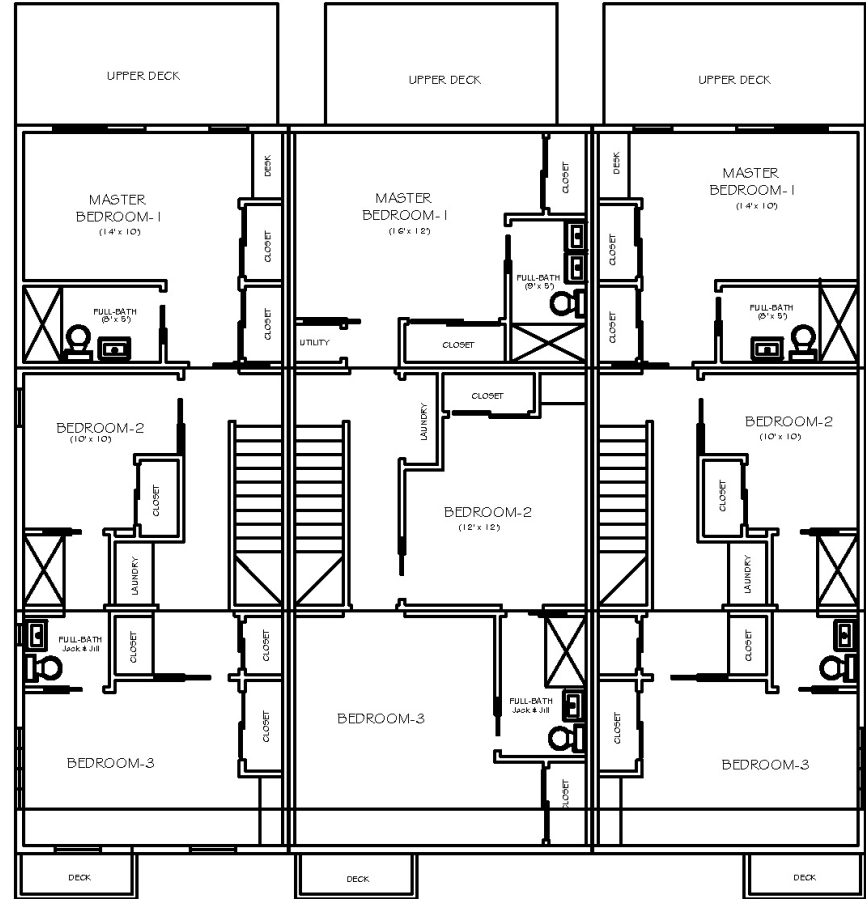 UPPER DECK
UPPER DECK
UPPER DECK
MASTER
BEDROOM-1
(14' x 10')
DESK
CLOSET
CLOSET
FULL-BATH
(8' x 5')
MASTER
BEDROOM-1
(16' x 12')
CLOSET
FULL-BATH
(9' x 5')
UTILITY
CLOSET
DESK
MASTER
BEDROOM-1
(14' x 10')
CLOSET
CLOSET
FULL-BATH
(8' x 5')
BEDROOM-2
(10' x 10')
CLOSET
LAUNDRY
LAUNDRY
CLOSET
BEDROOM-2
(12' x 12')
BEDROOM-2
(10' x 10')
CLOSET
LAUNDRY
FULL-BATH
Jack & Jill
CLOSET
CLOSET
CLOSET
BEDROOM-3
BEDROOM-3
FULL-BATH
Jack & Jill
CLOSET
CLOSET
CLOSET
BEDROOM-3
DECK
DECK
DECK